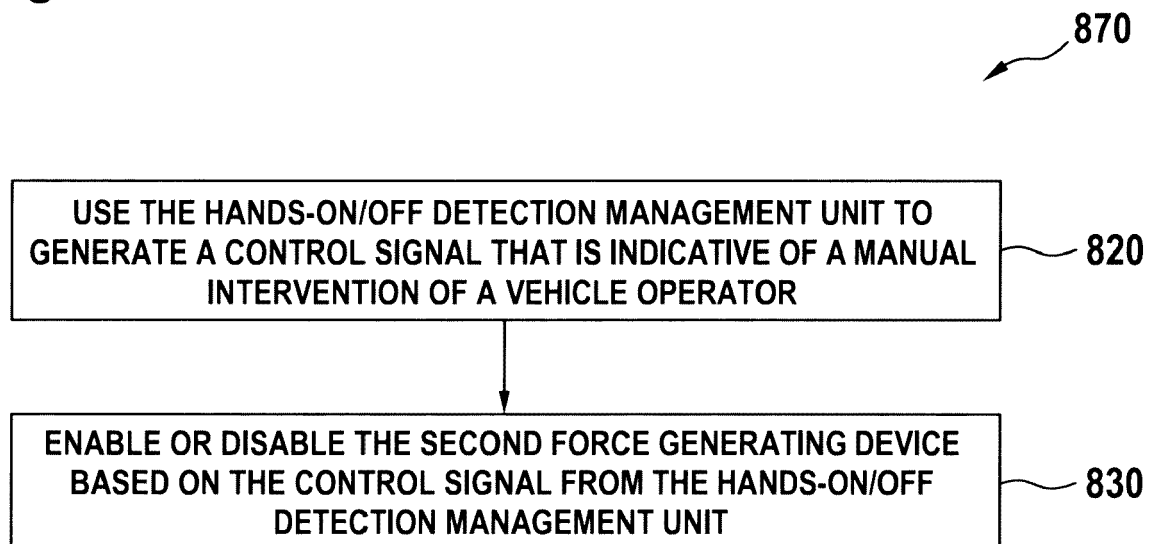 870
USE THE HANDS-ON/OFF DETECTION MANAGEMENT UNIT TO
GENERATE A CONTROL SIGNAL THAT IS INDICATIVE OF A MANUAL
INTERVENTION OF A VEHICLE OPERATOR
820
ENABLE OR DISABLE THE SECOND FORCE GENERATING DEVICE
BASED ON THE CONTROL SIGNAL FROM THE HANDS-ON/OFF
DETECTION MANAGEMENT UNIT
830